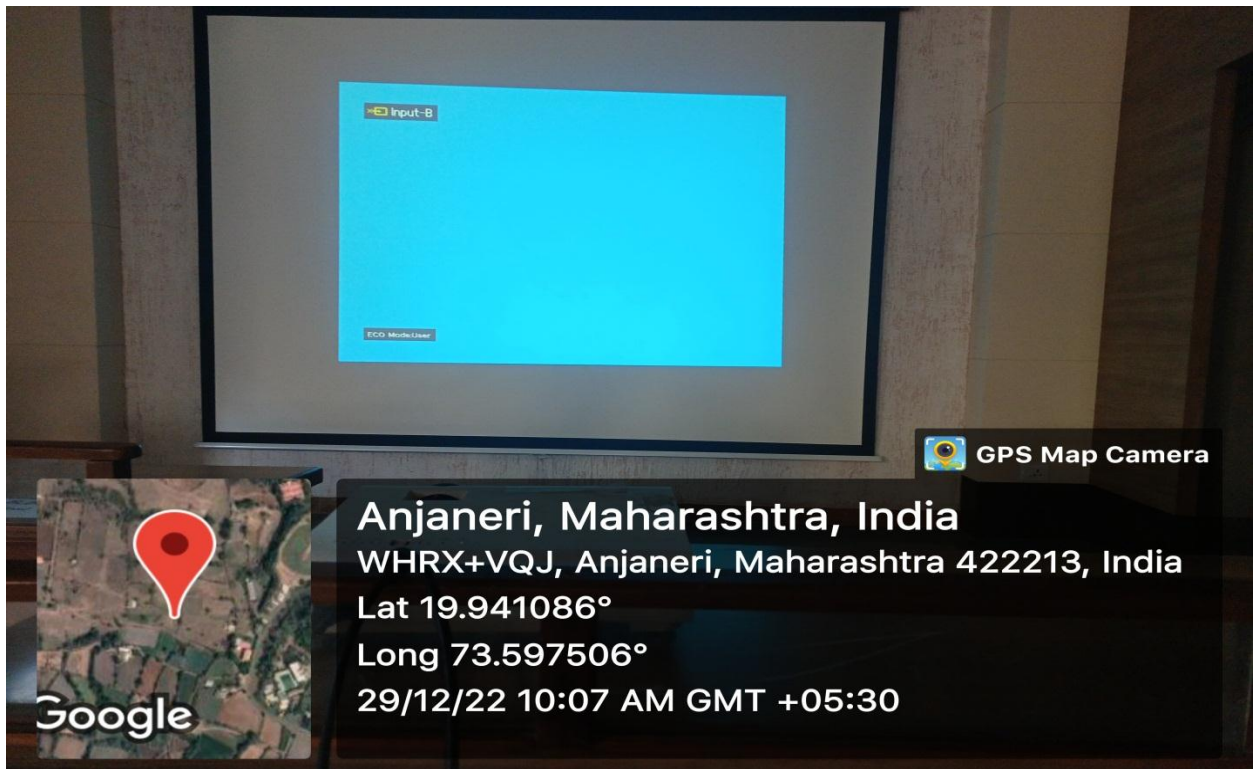 Input-B
ECO Mode:User
GPS Map Camera
Anjaneri, Maharashtra, India
WHRX+VQJ, Anjaneri, Maharashtra 422213, India
Lat 19.941086°
Long 73.597506°
29/12/22 10:07 AM GMT +05:30
Google